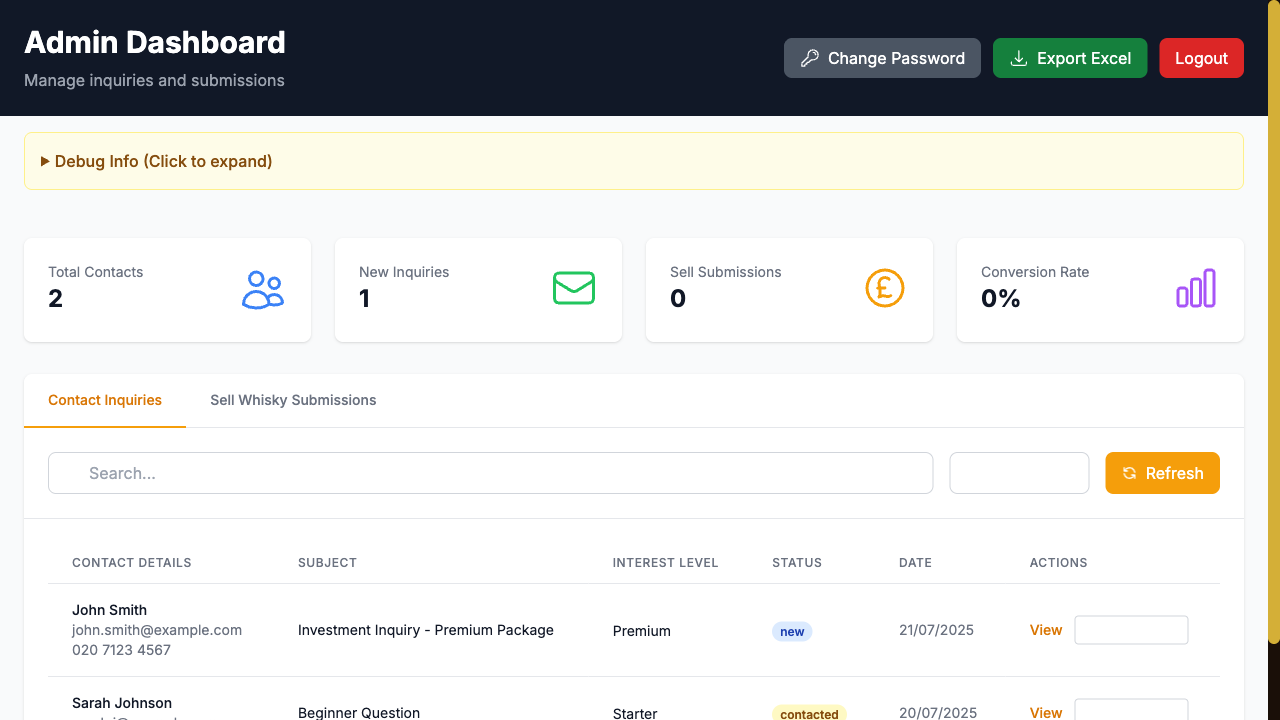 Admin Dashboard
Manage inquiries and submissions
Change Password
Export Excel
Logout
Debug Info (Click to expand)
Total Contacts
2
New Inquiries
1
Sell Submissions
0
Conversion Rate
0%
Contact Inquiries
Sell Whisky Submissions
Search...
Refresh
CONTACT DETAILS SUBJECT INTEREST LEVEL STATUS DATE ACTIONS
John Smith
john.smith@example.com
020 7123 4567
Investment Inquiry - Premium Package
Premium
new
21/07/2025
View
Sarah Johnson
Beginner Question
Starter
contacted
20/07/2025
View